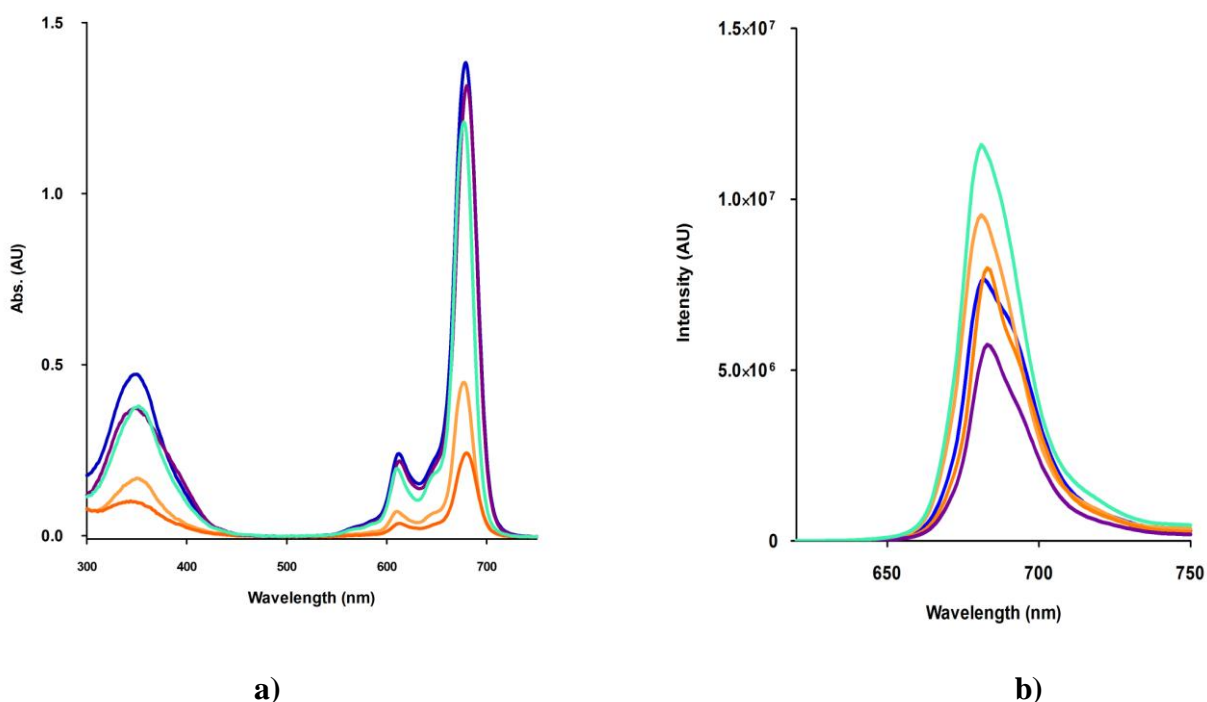 1.5
1.0
0.5
0.0
Abs. (AU)
300 400 500 600 700
Wavelength (nm)
a)
1.5×10⁷
1.0×10⁷
5.0×10⁶
0
Intensity (AU)
650 700 750
Wavelength (nm)
b)